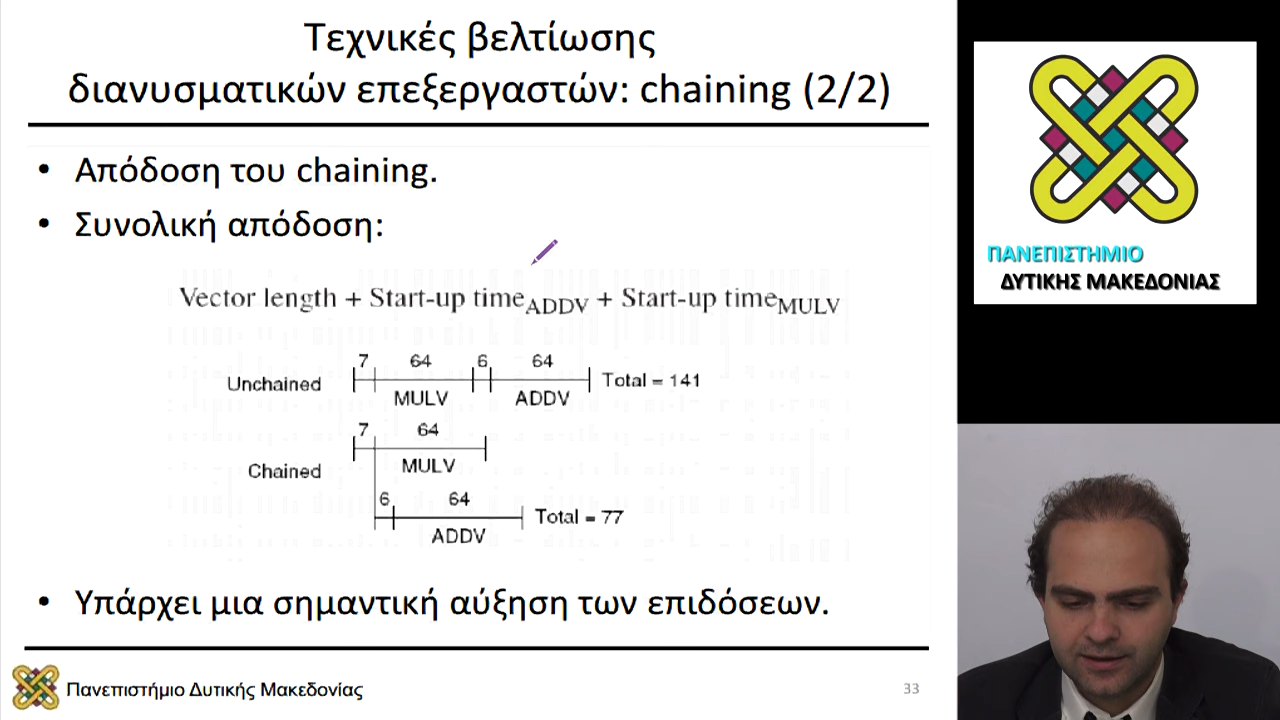 Τεχνικές βελτίωσης
διανυσματικών επεξεργαστών: chaining (2/2)
• Απόδοση του chaining.
• Συνολική απόδοση:
Vector length + Start-up time ADDV + Start-up time MULV
7 64 6 64
Unchained Total = 141
MULV ADDV
7 64
Chained MULV
6 64
Total = 77
ADDV
• Υπάρχει μια σημαντική αύξηση των επιδόσεων.
Πανεπιστήμιο Δυτικής Μακεδονίας
33
ΠΑΝΕΠΙΣΤΗΜΙΟ
ΔΥΤΙΚΗΣ ΜΑΚΕΔΟΝΙΑΣ